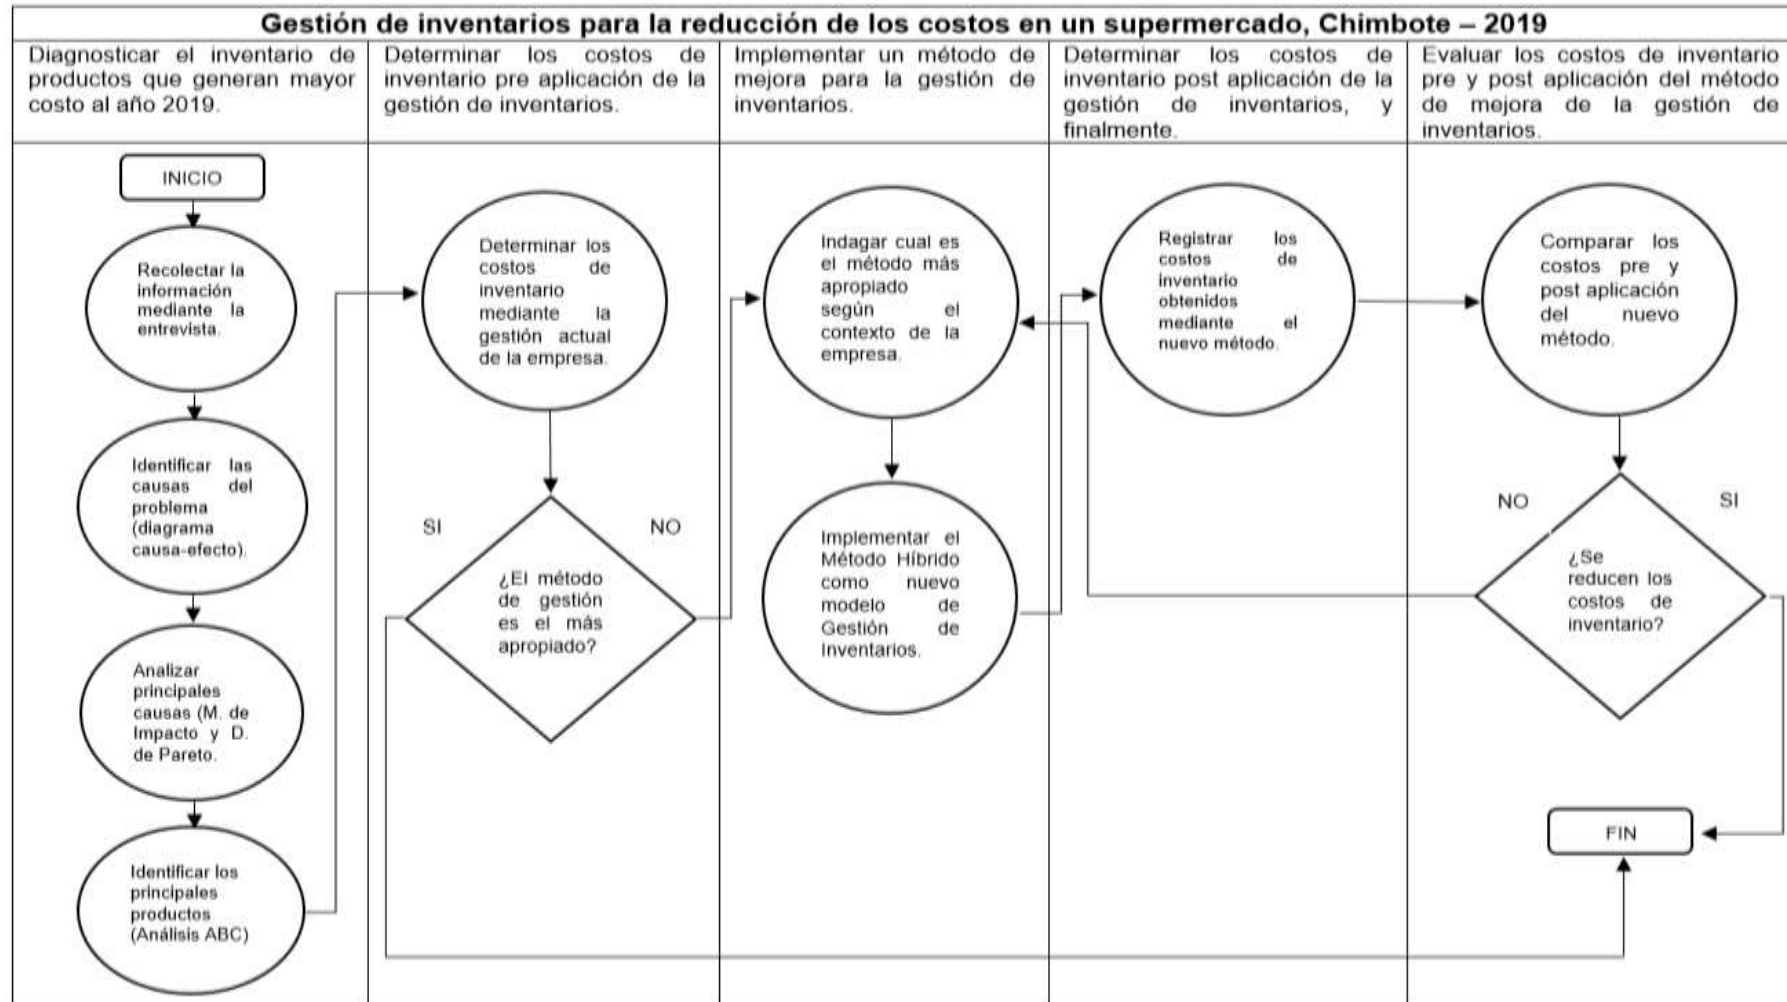 Gestión de inventarios para la reducción de los costos en un supermercado, Chimbote – 2019
Diagnosticar el inventario de
productos que generan mayor
costo al año 2019.
Determinar los costos de
inventario pre aplicación de la
gestión de inventarios.
Implementar un método de
mejora para la gestión de
inventarios.
Determinar los costos de
inventario post aplicación de la
gestión de inventarios, y
finalmente.
Evaluar los costos de inventario
pre y post aplicación del método
de mejora de la gestión de
inventarios.
INICIO
Recolectar la
información
mediante la
entrevista.
Identificar las
causas del
problema
(diagrama
causa-efecto).
Analizar
principales
causas (M. de
Impacto y D.
de Pareto.
Identificar los
principales
productos
(Análisis ABC)
Determinar los
costos de
inventario
mediante la
gestión actual
de la empresa.
SI
NO
¿El método
de gestión
es el más
apropiado?
Indagar cual es
el método más
apropiado
según el
contexto de la
empresa.
Implementar el
Método Híbrido
como nuevo
modelo de
Gestión de
Inventarios.
Registrar los
costos de
inventario
obtenidos
mediante el
nuevo método.
Comparar los
costos pre y
post aplicación
del nuevo
método.
NO
SI
¿Se
reducen los
costos de
inventario?
FIN